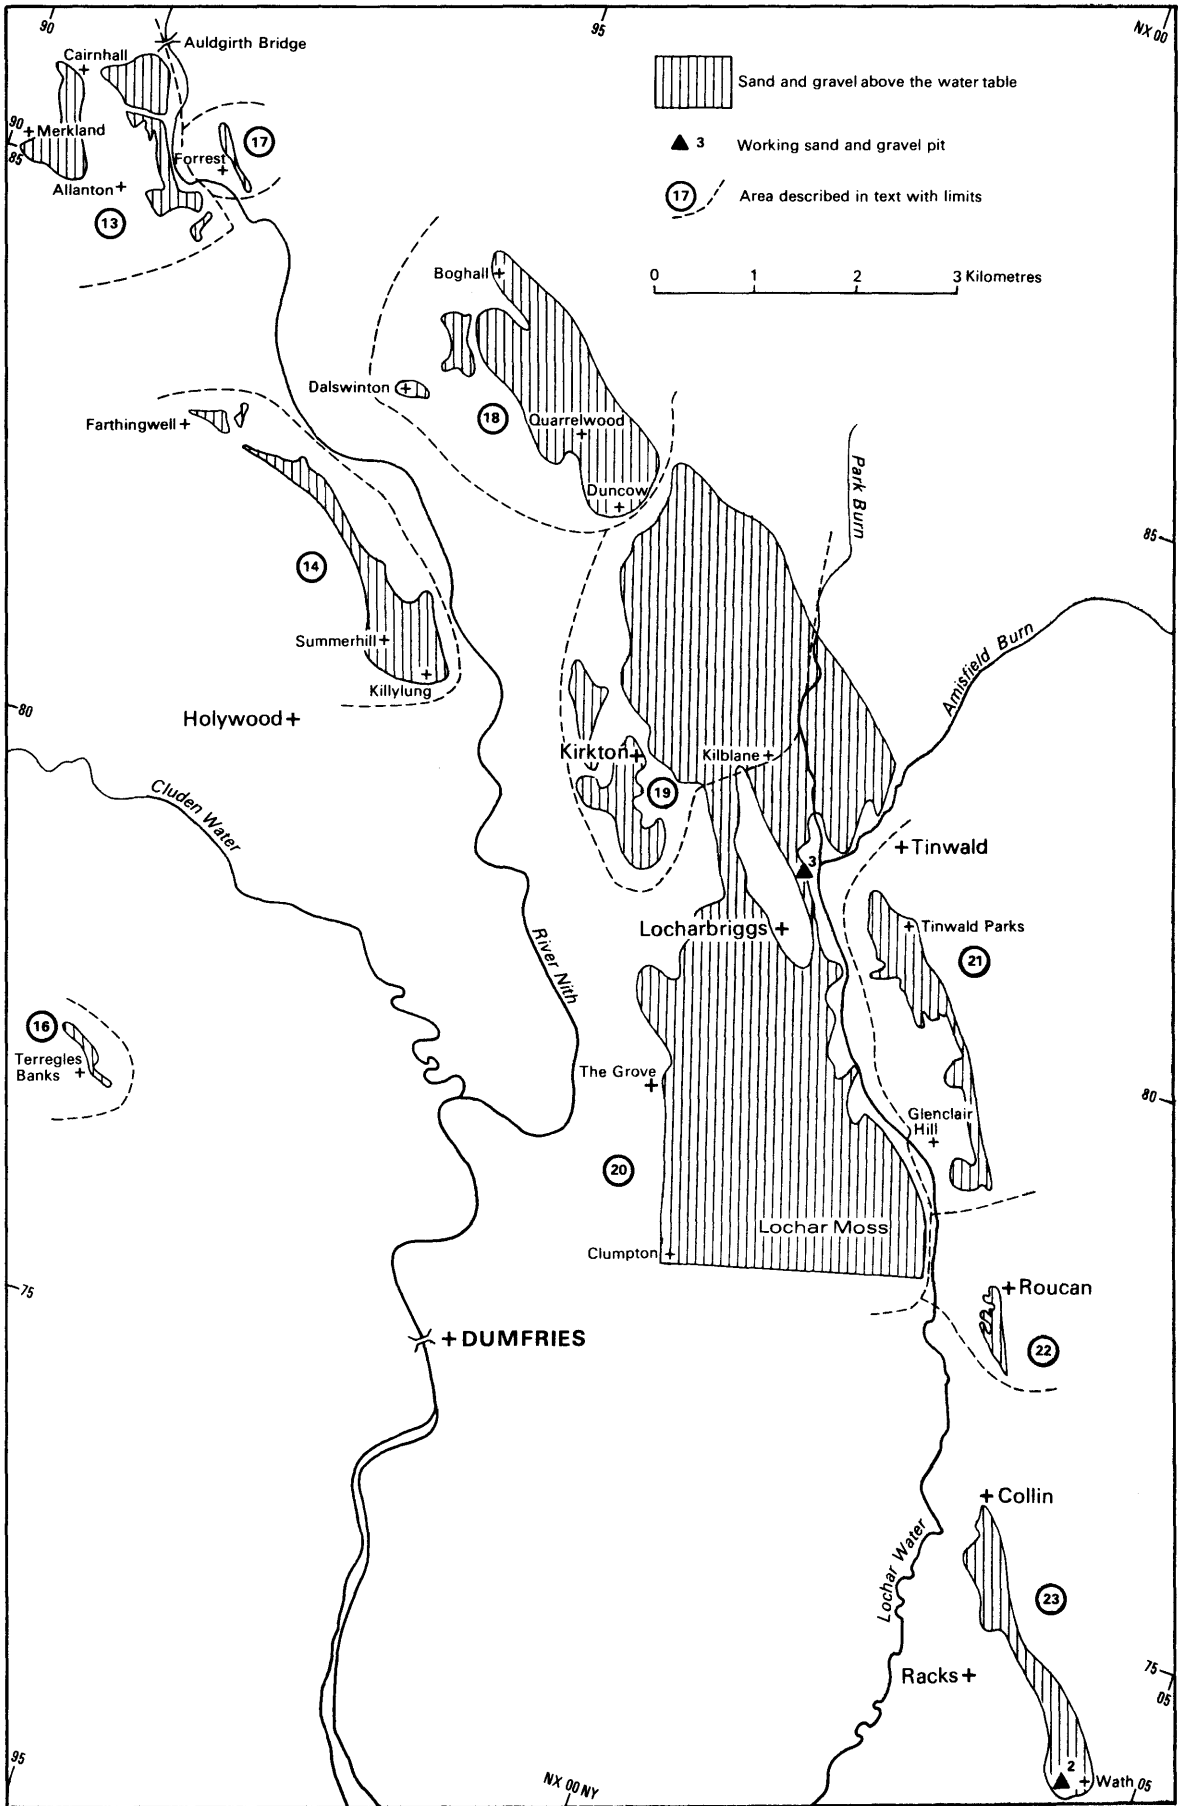 90
95
NX 00
Auldgirth Bridge
Cairnhall
90
Merkland
85
Forrest
17
Allanton
13
Sand and gravel above the water table
3 Working sand and gravel pit
17 Area described in text with limits
0 1 2 3 Kilometres
Boghall
Dalswinton
18
Quarrelwood
Farthingwell
Duncow
Park Burn
85
14
Summerhill
Killylung
Amisfield Burn
80
Holywood
Kirkton
Kilblane
19
Cluden Water
3
Tinwald
Locharbriggs
Tinwald Parks
21
River Nith
16
Terregles
Banks
The Grove
80
Glenclair
Hill
20
Lochar Moss
Clumpton
75
Roucan
DUMFRIES
22
Collin
Lochar Water
23
Racks
75
05
95
NX 00 NY
2
Wath
05